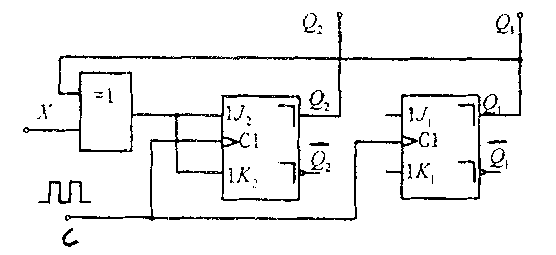 Q₂ Q₁
=1
X
1J₂ Q₂ 1J₁ Q₁
C1 Q̅₂ C1 Q̅₁
1K₂ 1K₁
C